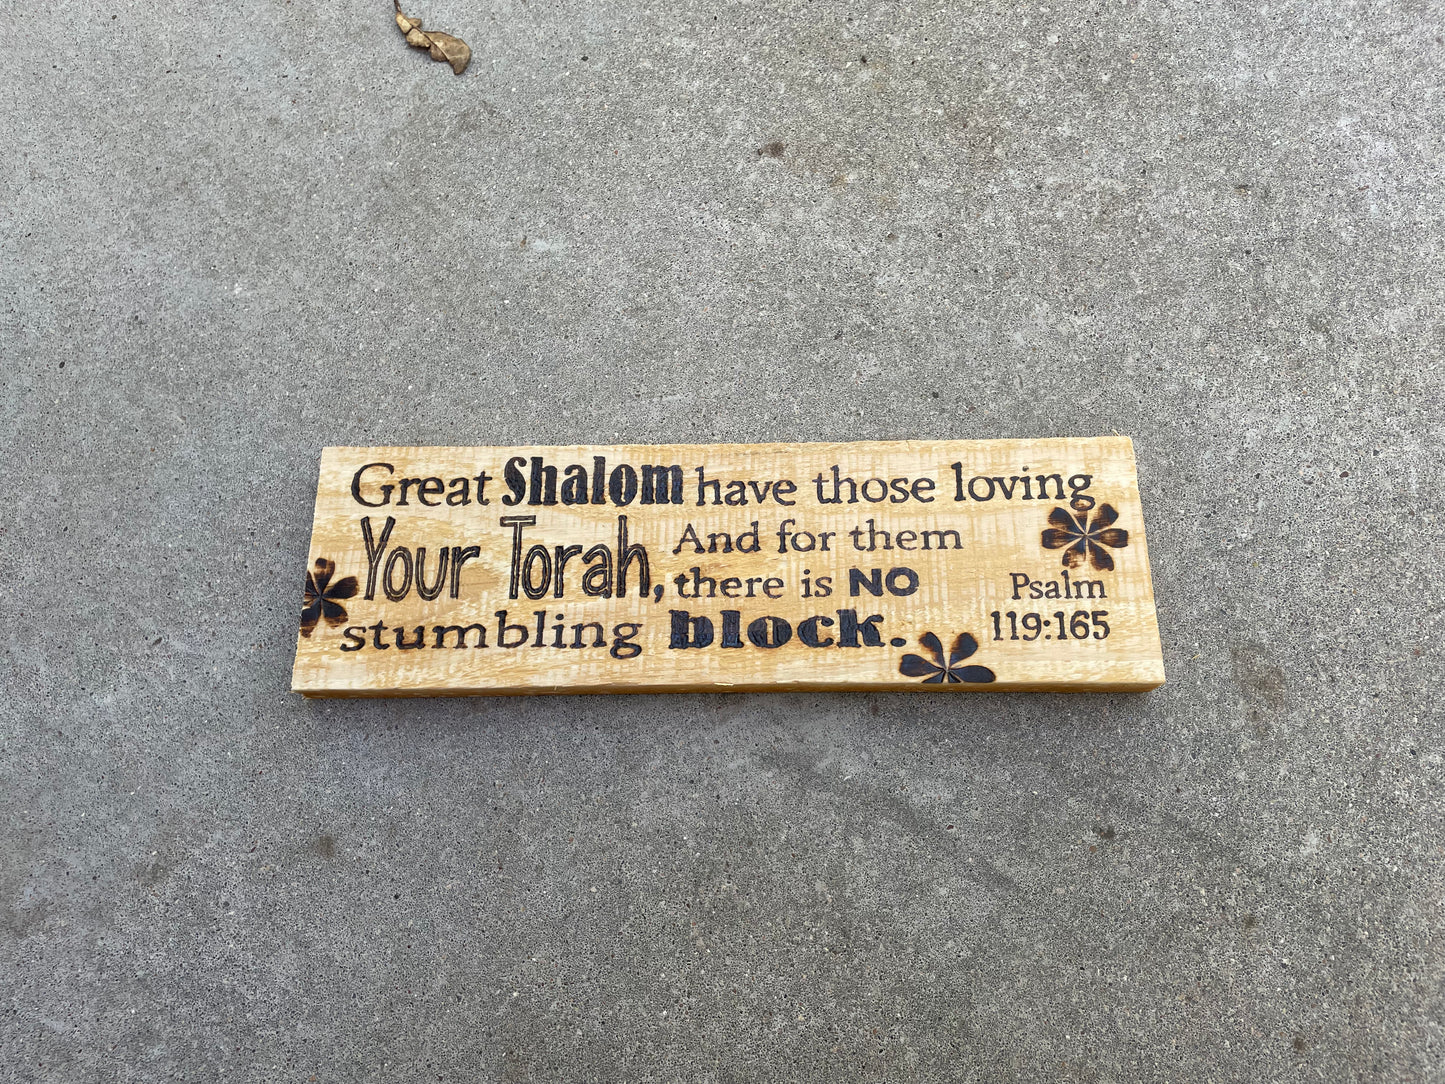 Great Shalom have those loving
Your Torah, And for them
there is NO
stumbling block.
Psalm
119:165